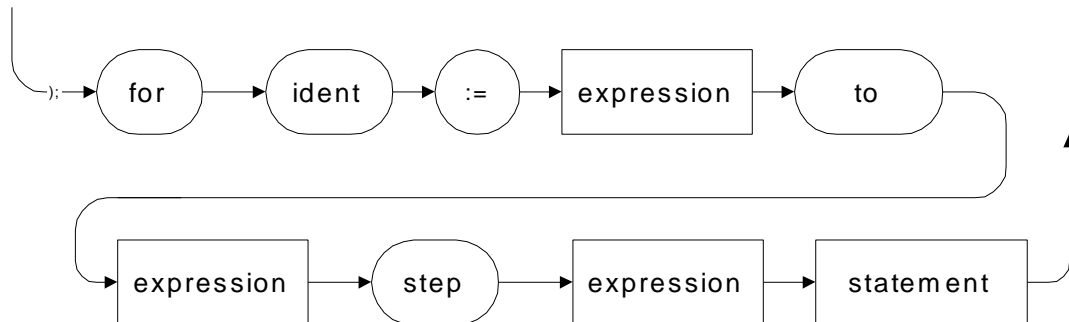 ); for ident := expression to
expression step expression statement